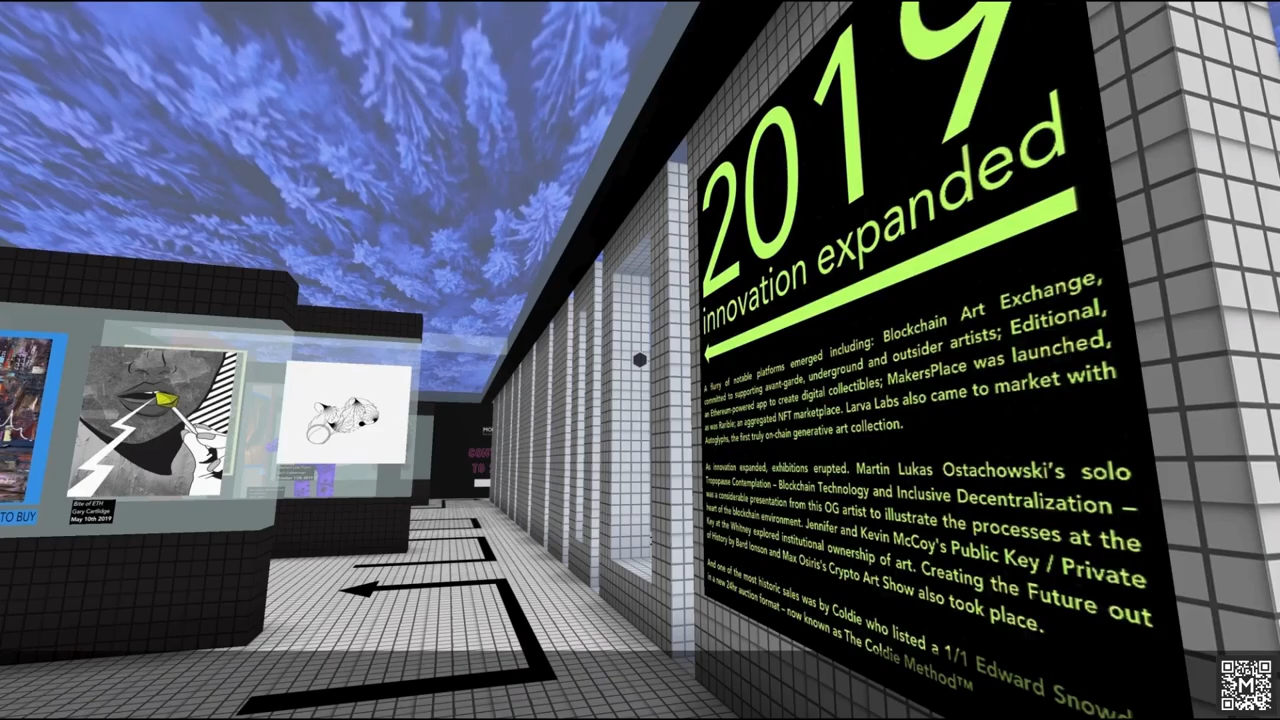 2019
innovation expanded
A flurry of notable platforms emerged including: Blockchain Art Exchange,
committed to supporting avant-garde, underground and outsider artists; Editional,
an Ethereum-powered app to create digital collectibles; MakersPlace was launched,
as was Rarible; an aggregated NFT marketplace. Larva Labs also came to market with
Autoglyphs, the first truly on-chain generative art collection.
As innovation expanded, exhibitions erupted. Martin Lukas Ostachowski's solo
Tropopause Contemplation – Blockchain Technology and Inclusive Decentralization –
was a considerable presentation from this OG artist to illustrate the processes at the
heart of the blockchain environment. Jennifer and Kevin McCoy's Public Key / Private
Key at the Whitney explored institutional ownership of art. Creating the Future out
of History by Bard Ionson and Max Osiris's Crypto Art Show also took place.
And one of the most historic sales was by Coldie who listed a 1/1 Edward Snowd
in a new 24hr auction format – now known as The Coldie Method™
TO BUY
Bite of ETH
Gary Cartlidge
May 10th 2019
TO
M